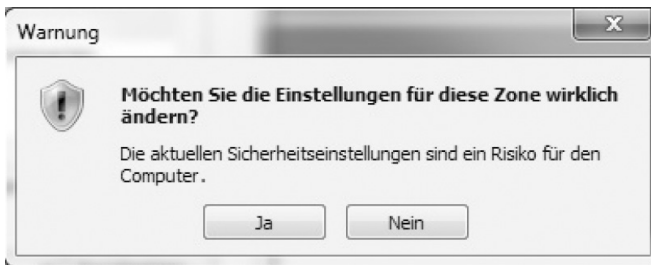 Warnung
Möchten Sie die Einstellungen für diese Zone wirklich
ändern?
Die aktuellen Sicherheitseinstellungen sind ein Risiko für den
Computer.
Ja
Nein